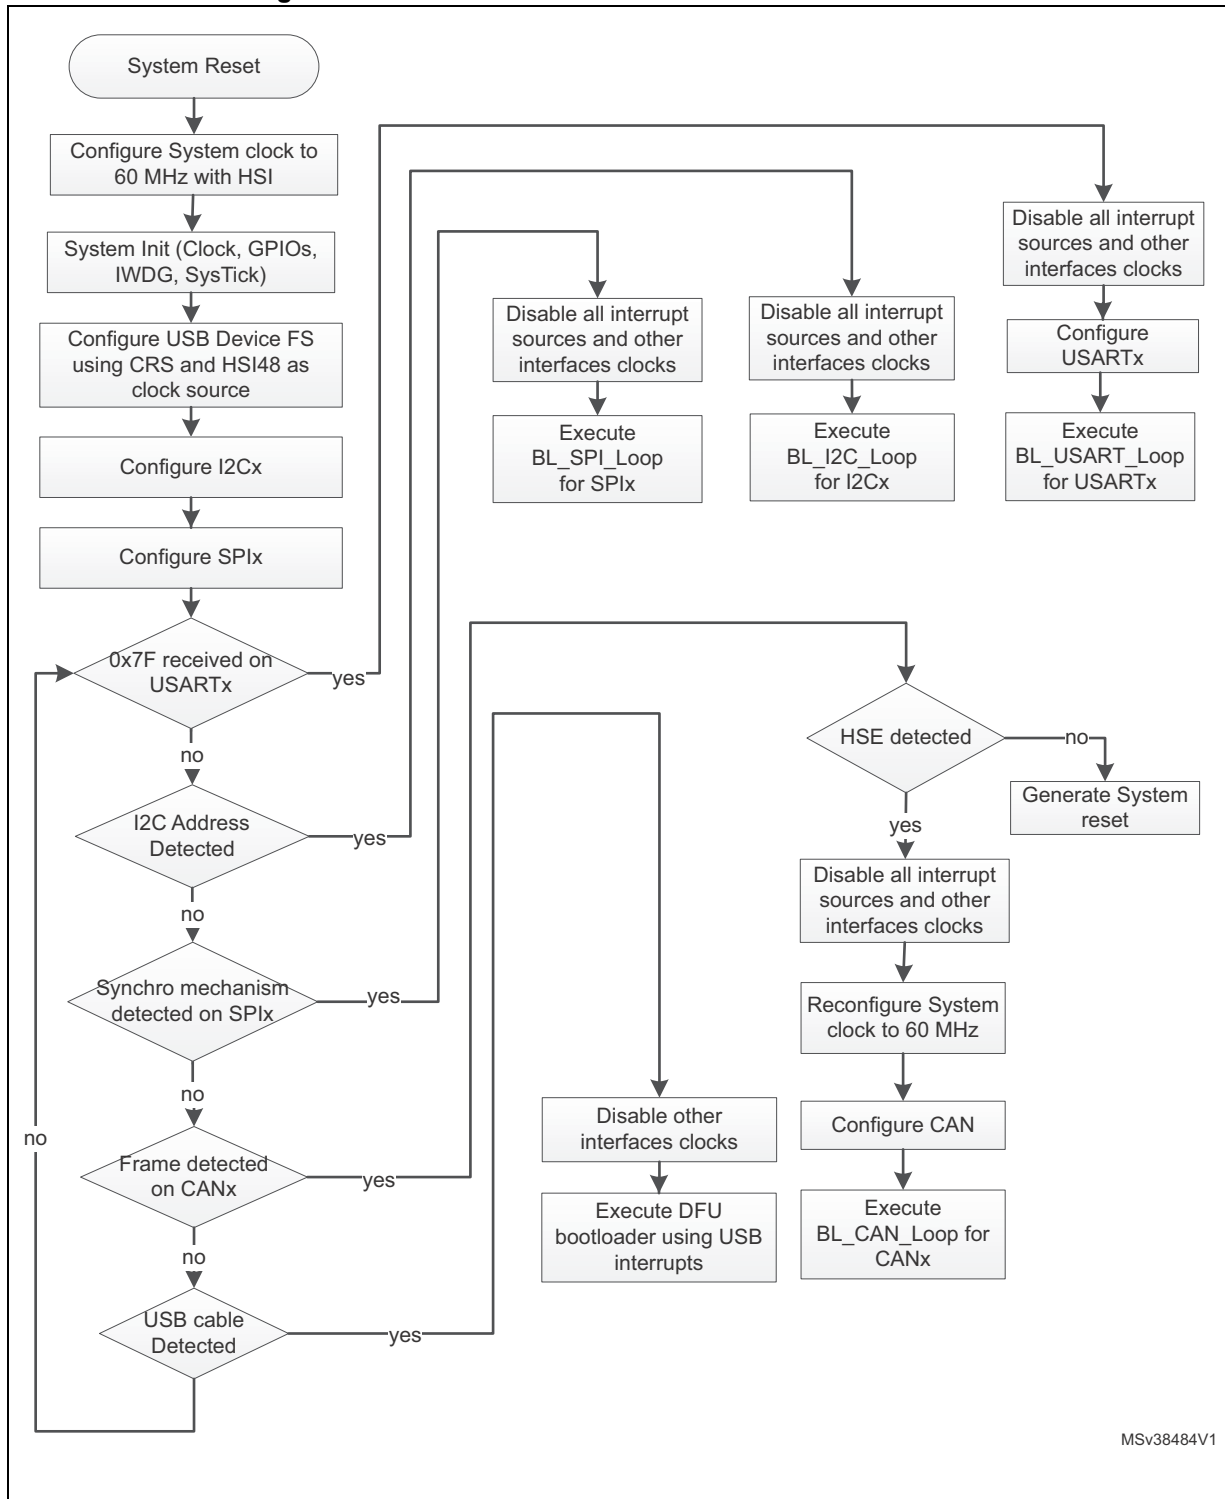 System Reset
Configure System clock to
60 MHz with HSI
System Init (Clock, GPIOs,
IWDG, SysTick)
Configure USB Device FS
using CRS and HSI48 as
clock source
Configure I2Cx
Configure SPIx
0x7F received on
USARTx
yes
no
I2C Address
Detected
yes
no
Synchro mechanism
detected on SPIx
yes
no
Frame detected
on CANx
yes
no
USB cable
Detected
yes
no
Disable all interrupt
sources and other
interfaces clocks
Execute
BL_SPI_Loop
for SPIx
Disable all interrupt
sources and other
interfaces clocks
Execute
BL_I2C_Loop
for I2Cx
Disable all interrupt
sources and other
interfaces clocks
Configure
USARTx
Execute
BL_USART_Loop
for USARTx
HSE detected
no
Generate System
reset
yes
Disable all interrupt
sources and other
interfaces clocks
Reconfigure System
clock to 60 MHz
Configure CAN
Execute
BL_CAN_Loop for
CANx
Disable other
interfaces clocks
Execute DFU
bootloader using USB
interrupts
MSv38484V1